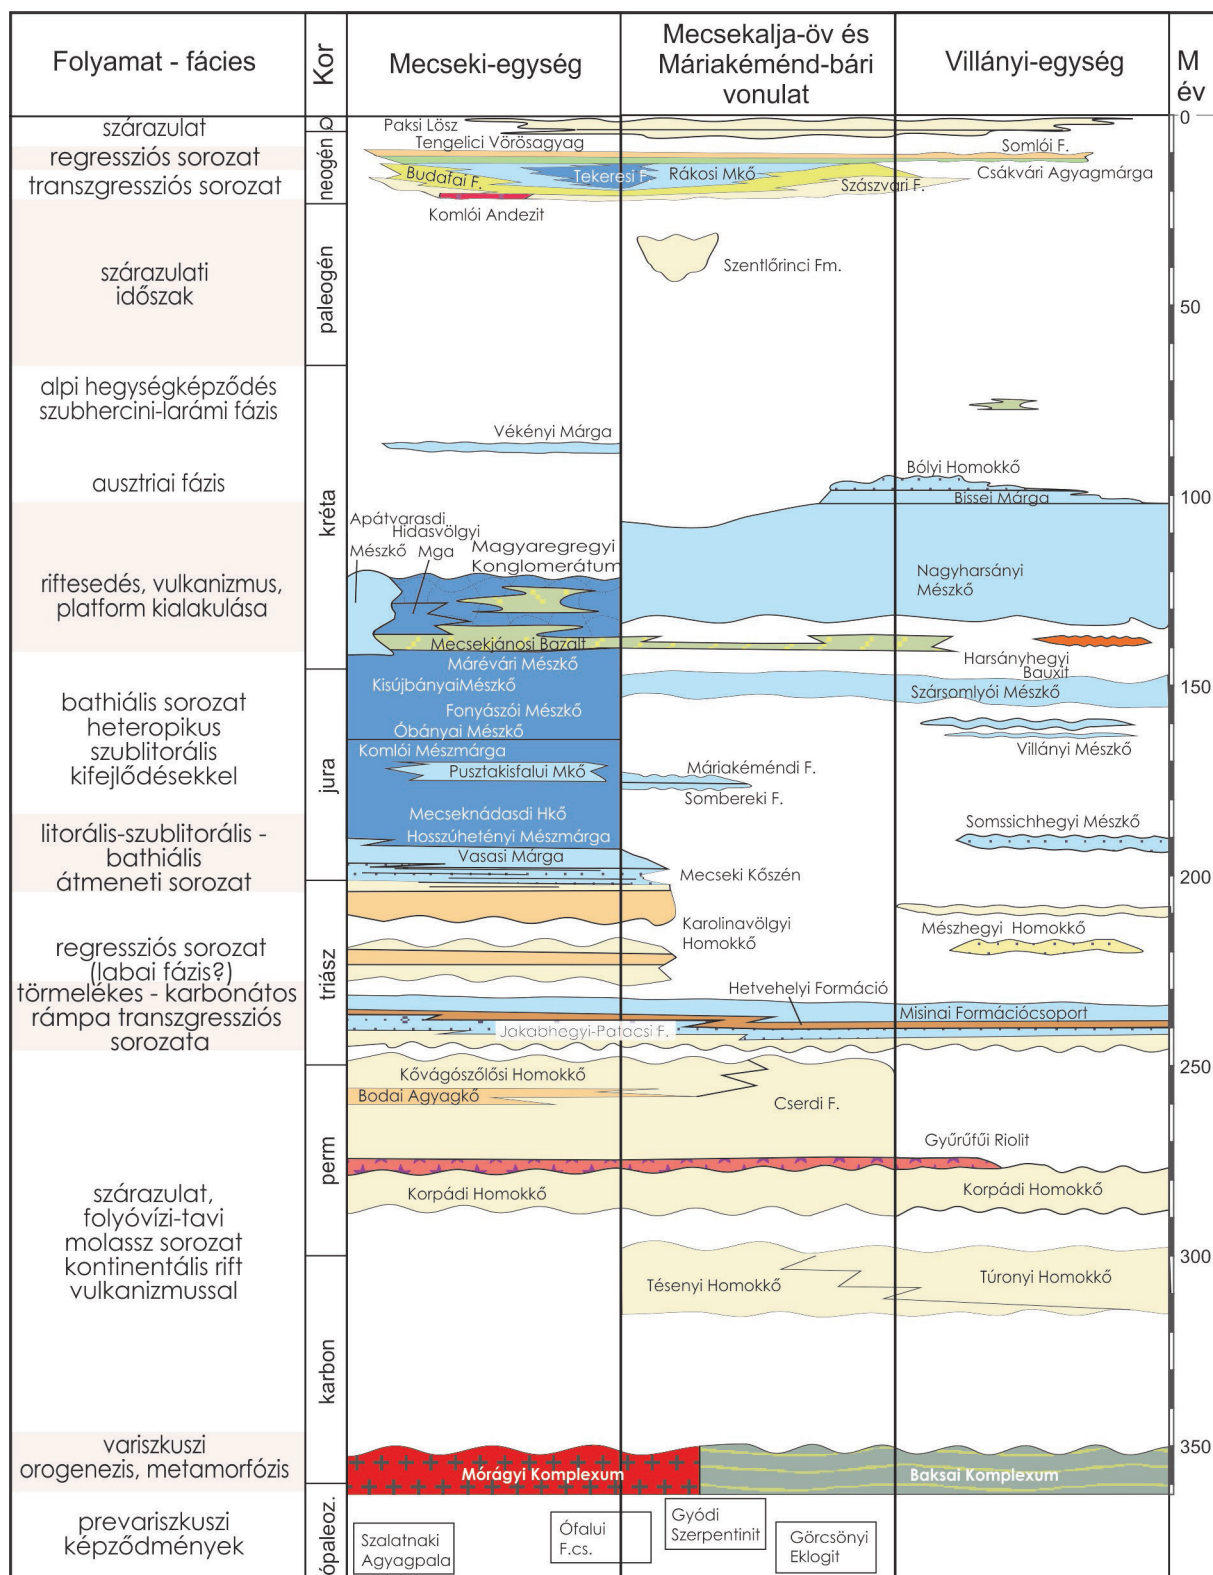 Folyamat - fácies
Kor
Mecseki-egység
Mecsekalja-öv és
Máriakéménd-bári
vonulat
Villányi-egység
M
év
szárazulat
regressziós sorozat
transzgressziós sorozat
szárazulati
időszak
alpi hegységképződés
szubhercini-larámi fázis
ausztriai fázis
riftesedés, vulkanizmus,
platform kialakulása
bathiális sorozat
heteropikus
szublitorális
kifejlődésekkel
litorális-szublitorális -
bathiális
átmeneti sorozat
regressziós sorozat
(labai fázis?)
törmelékes - karbonátos
rámpa transzgressziós
sorozata
szárazulat,
folyóvízi-tavi
molassz sorozat
kontinentális rift
vulkanizmussal
variszkuszi
orogenezis, metamorfózis
prevariszkuszi
képződmények
Q
neogén
paleogén
kréta
jura
triász
perm
karbon
ópaleoz.
Paksi Lösz
Tengelici Vörösagyag
Somlói F.
Budafai F.
Tekeresi F.
Rákosi Mkő
Szászvári F.
Csákvári Agyagmárga
Komlói Andezit
Szentlőrinci Fm.
Vékényi Márga
Bólyi Homokkő
Bissei Márga
Apátvarasdi
Mészkő
Hidasvölgyi
Mga
Magyaregregyi
Konglomerátum
Nagyharsányi
Mészkő
Mecsekjánosi Bazalt
Harsányhegyi
Bauxit
Márévári Mészkő
KisújbányaiMészkő
Szársomlyói Mészkő
Fonyászói Mészkő
Óbányai Mészkő
Villányi Mészkő
Komlói Mészmárga
Pusztakisfalui Mkő
Máriakéméndi F.
Sombereki F.
Mecseknádasdi Hkő
Hosszúhetényi Mészmárga
Somssichhegyi Mészkő
Vasasi Márga
Mecseki Kőszén
Karolinavölgyi
Homokkő
Mészhegyi Homokkő
Hetvehelyi Formáció
Misinai Formációcsoport
Jakabhegyi-Patacsi F.
Kővágószőlősi Homokkő
Bodai Agyagkő
Cserdi F.
Gyűrűfűi Riolit
Korpádi Homokkő
Korpádi Homokkő
Tésenyi Homokkő
Túronyi Homokkő
Mórágyi Komplexum
Baksai Komplexum
Szalatnaki
Agyagpala
Ófalui
F.cs.
Gyódi
Szerpentinit
Görcsönyi
Eklogit
0
50
100
150
200
250
300
350